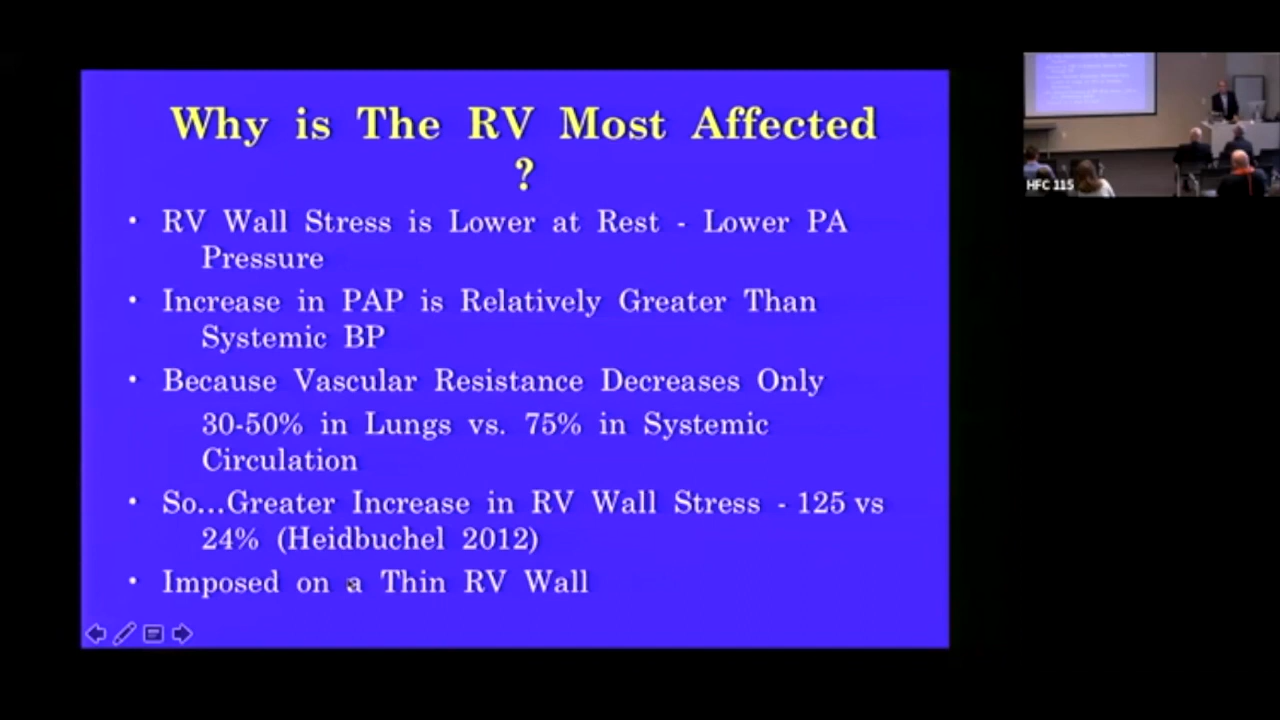 Why is The RV Most Affected
?
• RV Wall Stress is Lower at Rest - Lower PA
Pressure
• Increase in PAP is Relatively Greater Than
Systemic BP
• Because Vascular Resistance Decreases Only
30-50% in Lungs vs. 75% in Systemic
Circulation
• So...Greater Increase in RV Wall Stress - 125 vs
24% (Heidbuchel 2012)
• Imposed on a Thin RV Wall
HFC 115